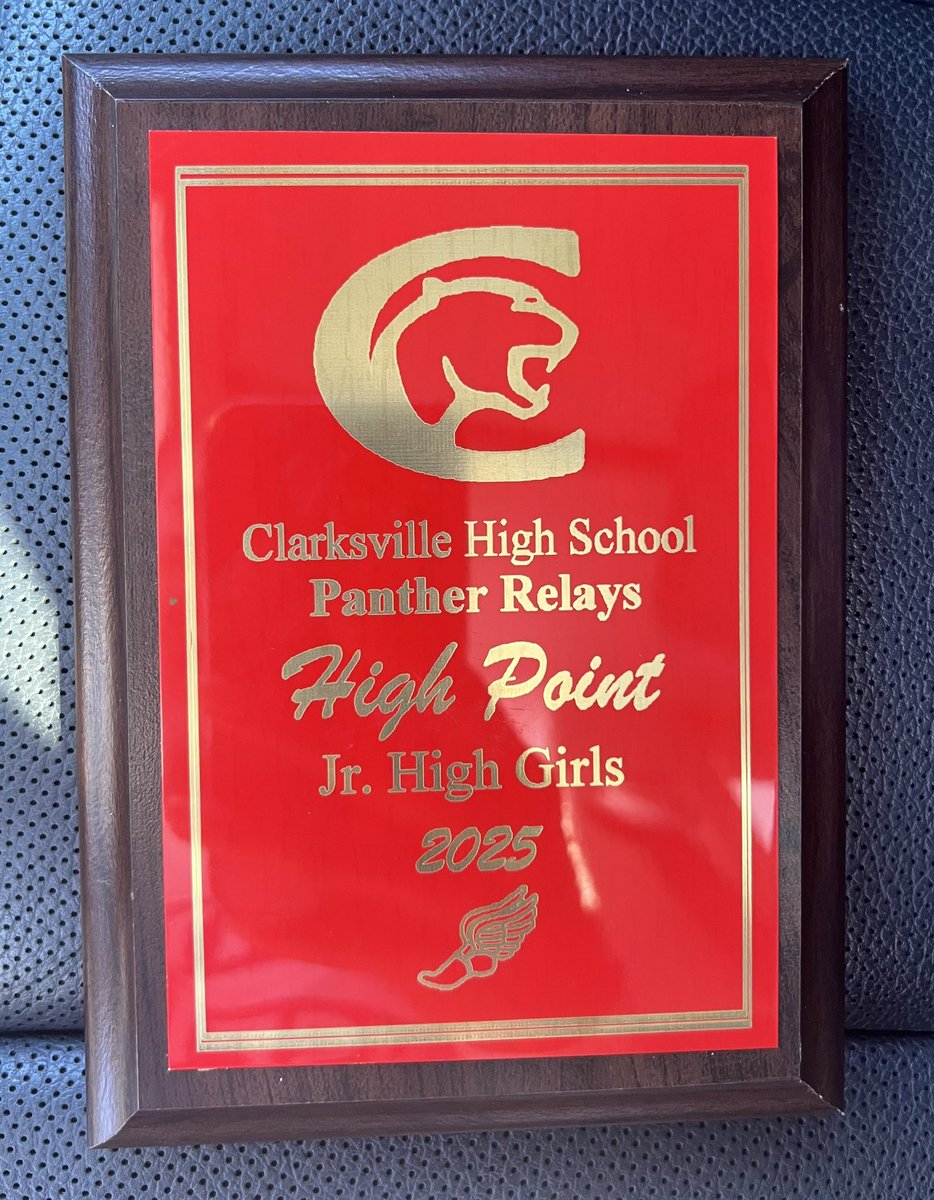 Clarksville High School
Panther Relays
High Point
Jr. High Girls
2025